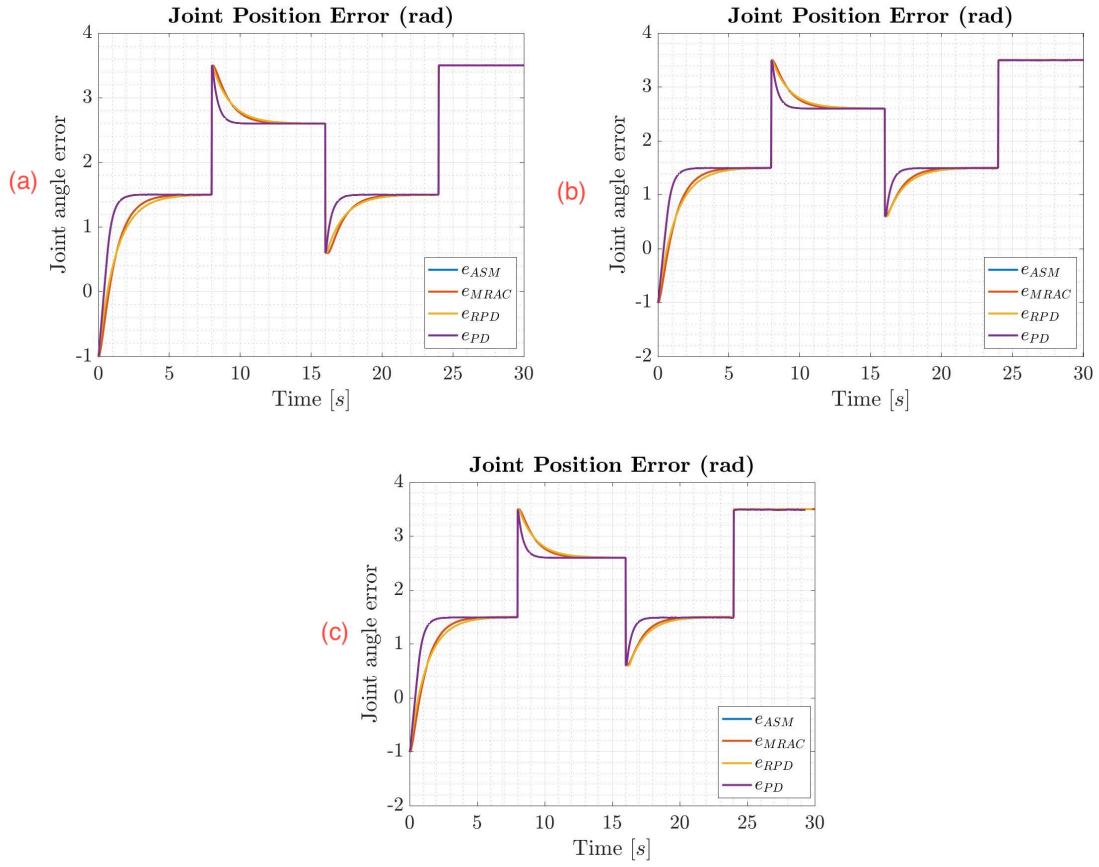 Joint Position Error (rad)
(a)
Joint angle error
4
3
2
1
0
-1
0 5 10 15 20 25 30
Time [s]
e_ASM
e_MRAC
e_RPD
e_PD
Joint Position Error (rad)
(b)
Joint angle error
4
3
2
1
0
-1
-2
0 5 10 15 20 25 30
Time [s]
e_ASM
e_MRAC
e_RPD
e_PD
Joint Position Error (rad)
(c)
Joint angle error
4
3
2
1
0
-1
-2
0 5 10 15 20 25 30
Time [s]
e_ASM
e_MRAC
e_RPD
e_PD